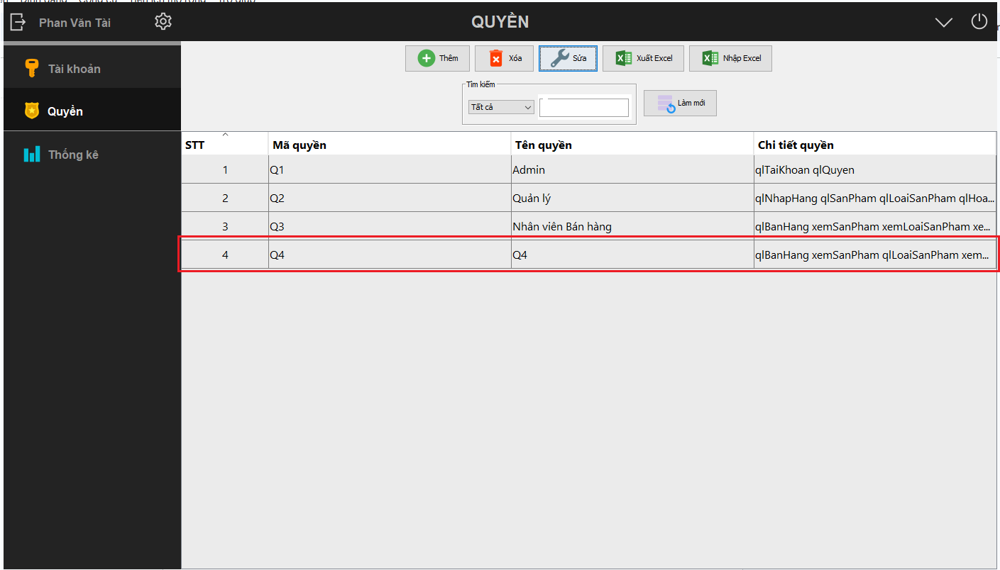 Phan Văn Tài
QUYỀN
Tài khoản
Quyền
Thống kê
Thêm
Xóa
Sửa
Xuất Excel
Nhập Excel
Tìm kiếm
Tất cả
Làm mới
STT Mã quyền Tên quyền Chi tiết quyền
1 Q1 Admin qlTaiKhoan qlQuyen
2 Q2 Quản lý qlNhapHang qlSanPham qlLoaiSanPham qlHoa...
3 Q3 Nhân viên Bán hàng qlBanHang xemSanPham xemLoaiSanPham xe...
4 Q4 Q4 qlBanHang xemSanPham qlLoaiSanPham xem...